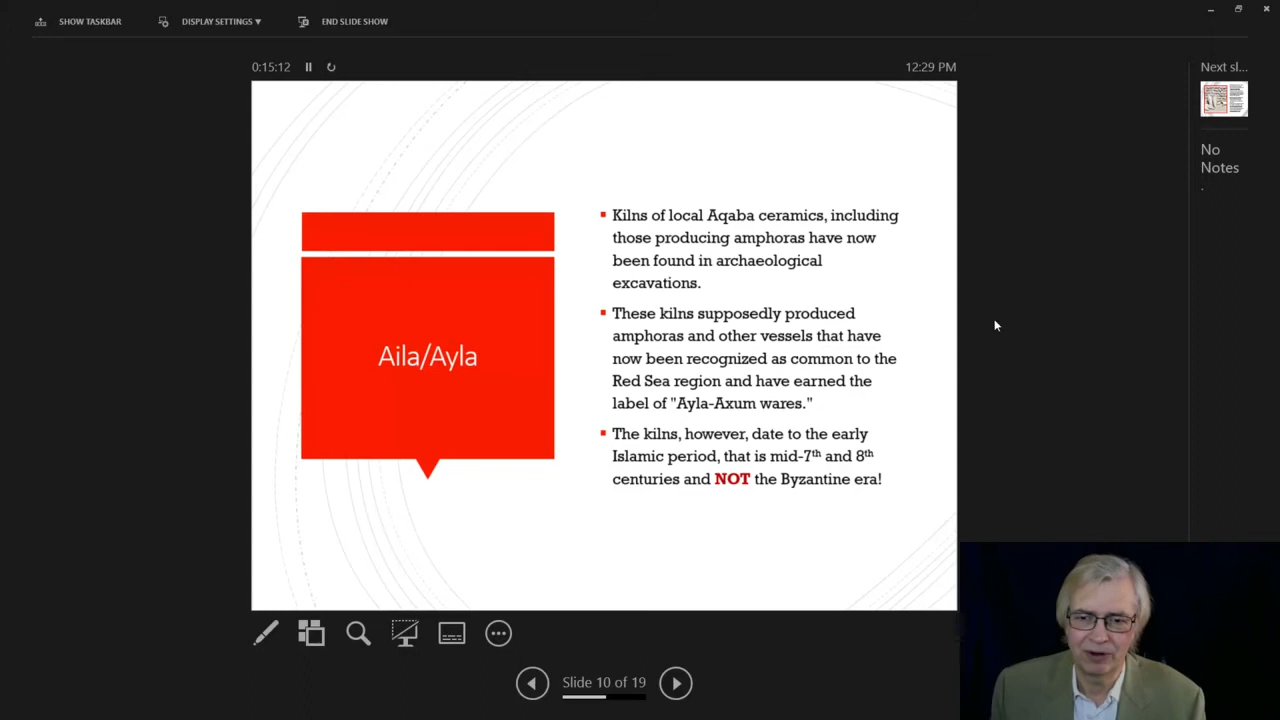 SHOW TASKBAR
DISPLAY SETTINGS ▼
END SLIDE SHOW
0:15:12
12:29 PM
Next sl...
No
Notes
.
Aila/Ayla
Kilns of local Aqaba ceramics, including
those producing amphoras have now
been found in archaeological
excavations.
These kilns supposedly produced
amphoras and other vessels that have
now been recognized as common to the
Red Sea region and have earned the
label of "Ayla-Axum wares."
The kilns, however, date to the early
Islamic period, that is mid-7th and 8th
centuries and NOT the Byzantine era!
Slide 10 of 19